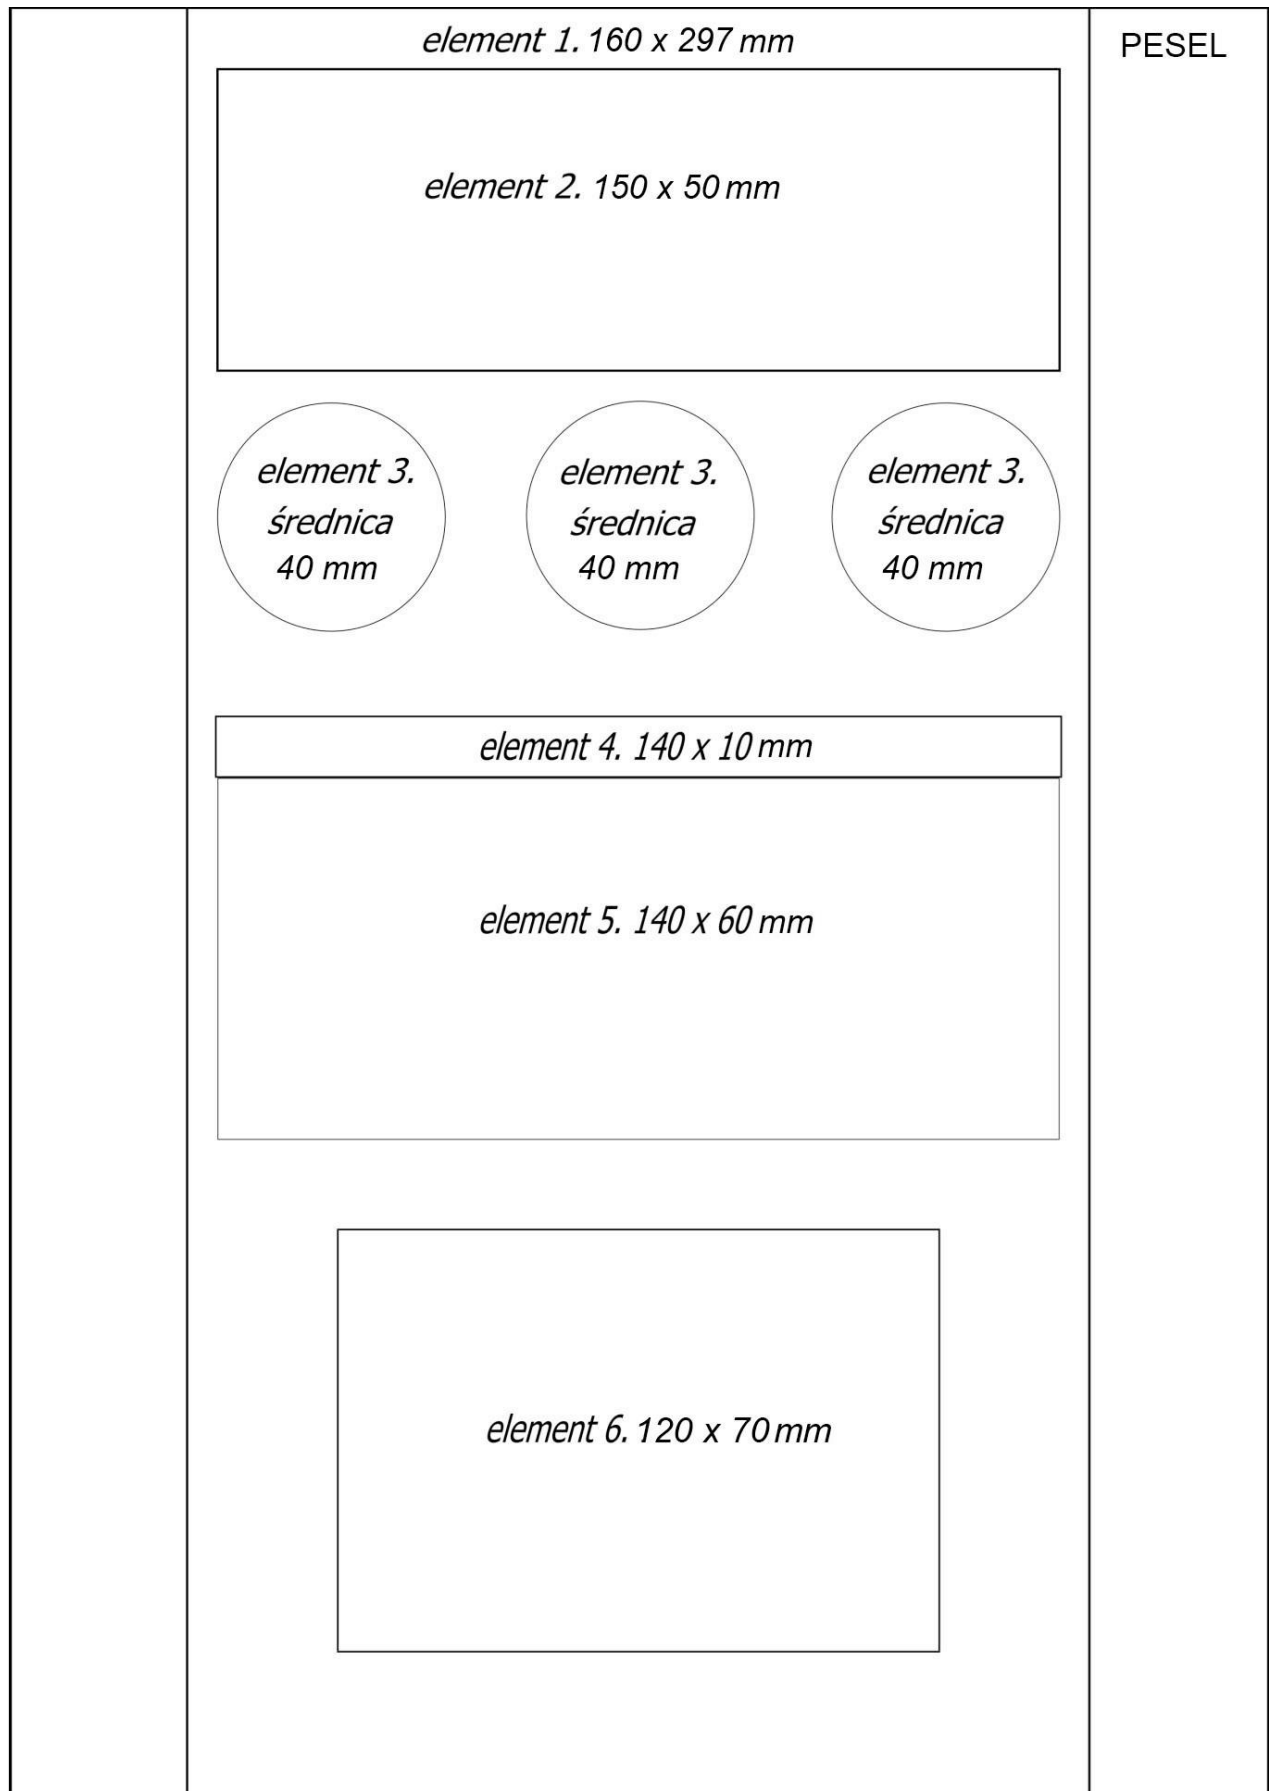 element 1. 160 x 297 mm
PESEL
element 2. 150 x 50 mm
element 3.
średnica
40 mm
element 3.
średnica
40 mm
element 3.
średnica
40 mm
element 4. 140 x 10 mm
element 5. 140 x 60 mm
element 6. 120 x 70 mm